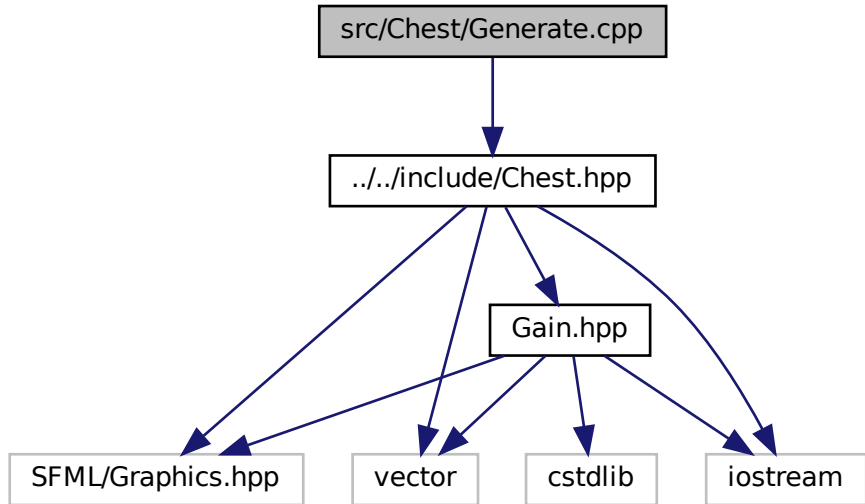 src/Chest/Generate.cpp
../../include/Chest.hpp
Gain.hpp
SFML/Graphics.hpp
vector
cstdlib
iostream